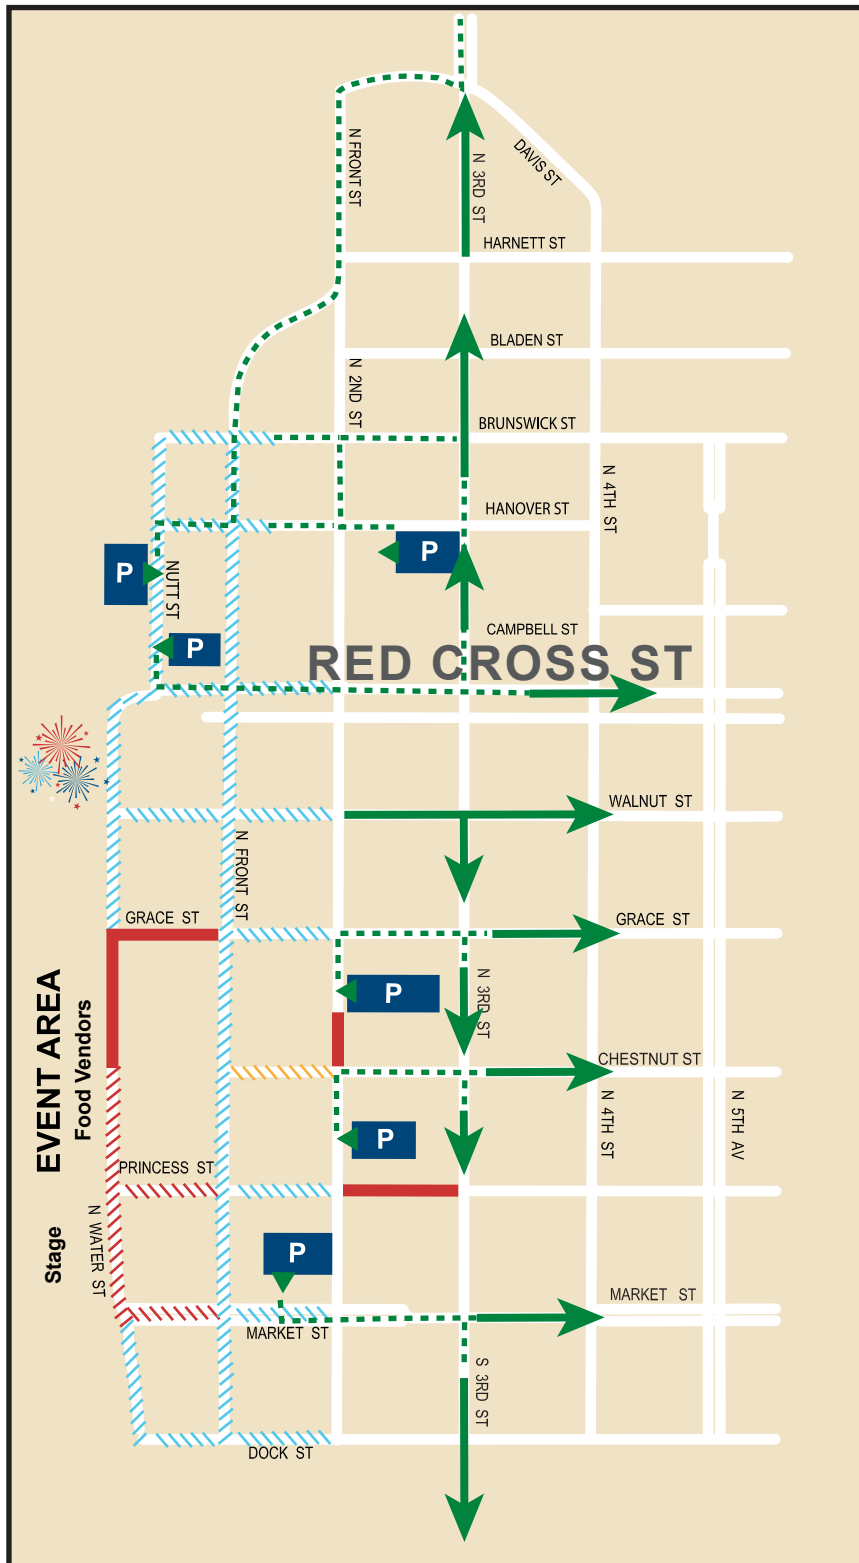 N FRONT ST
N 3RD ST
DAVIS ST
HARNETT ST
BLADEN ST
N 2ND ST
BRUNSWICK ST
N 4TH ST
HANOVER ST
P
P
NUTT ST
P
CAMPBELL ST
RED CROSS ST
WALNUT ST
N FRONT ST
GRACE ST
GRACE ST
EVENT AREA
Food Vendors
P
N 3RD ST
CHESTNUT ST
N 4TH ST
N 5TH AV
P
PRINCESS ST
N WATER ST
Stage
P
MARKET ST
MARKET ST
S 3RD ST
DOCK ST